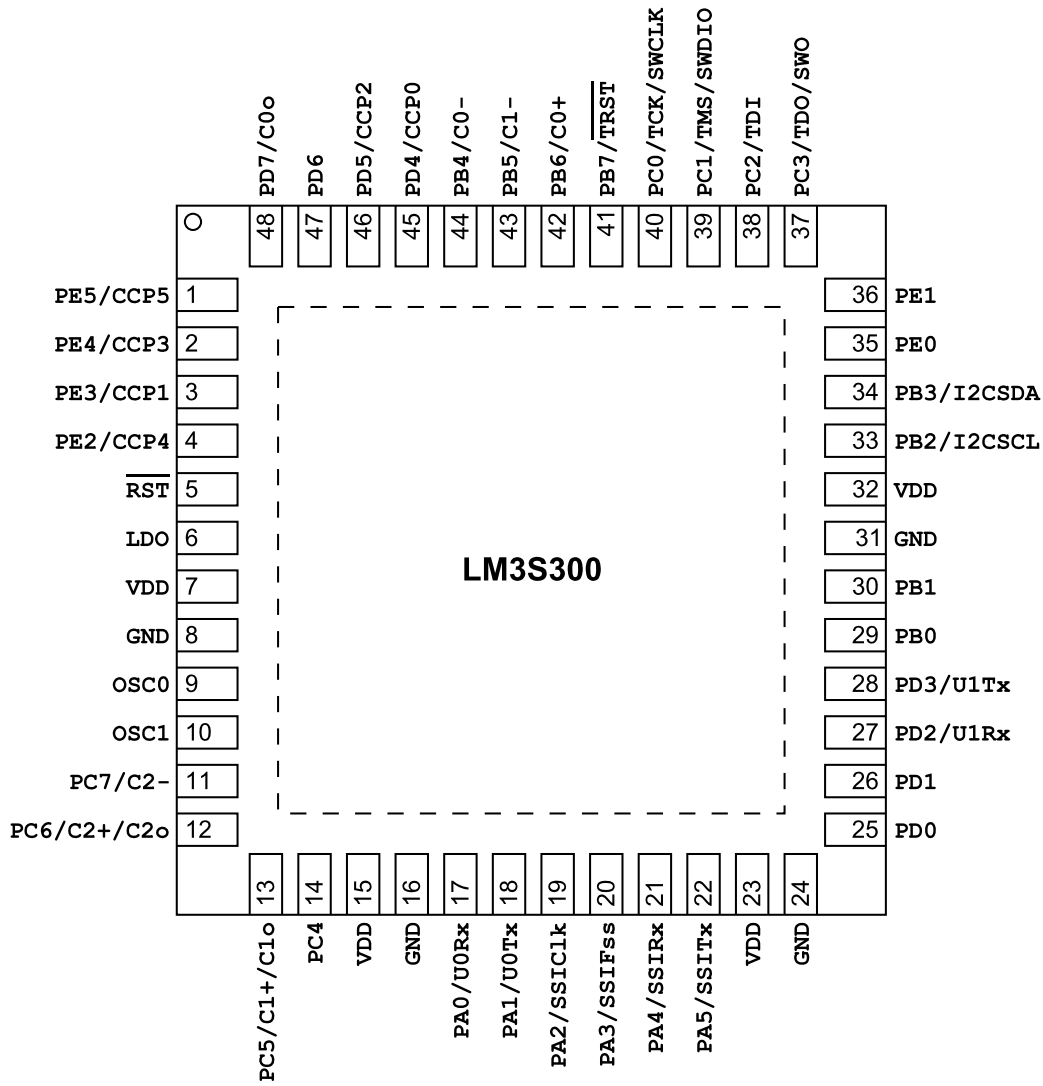 PD7/C0o
PD6
PD5/CCP2
PD4/CCP0
PB4/C0-
PB5/C1-
PB6/C0+
PB7/TRST
PC0/TCK/SWCLK
PC1/TMS/SWDIO
PC2/TDI
PC3/TDO/SWO
48
47
46
45
44
43
42
41
40
39
38
37
PE5/CCP5 1
PE4/CCP3 2
PE3/CCP1 3
PE2/CCP4 4
RST 5
LDO 6
VDD 7
GND 8
OSC0 9
OSC1 10
PC7/C2- 11
PC6/C2+/C2o 12
LM3S300
36 PE1
35 PE0
34 PB3/I2CSDA
33 PB2/I2CSCL
32 VDD
31 GND
30 PB1
29 PB0
28 PD3/U1Tx
27 PD2/U1Rx
26 PD1
25 PD0
13
14
15
16
17
18
19
20
21
22
23
24
PC5/C1+/C1o
PC4
VDD
GND
PA0/U0Rx
PA1/U0Tx
PA2/SSIClk
PA3/SSIFss
PA4/SSIRx
PA5/SSITx
VDD
GND